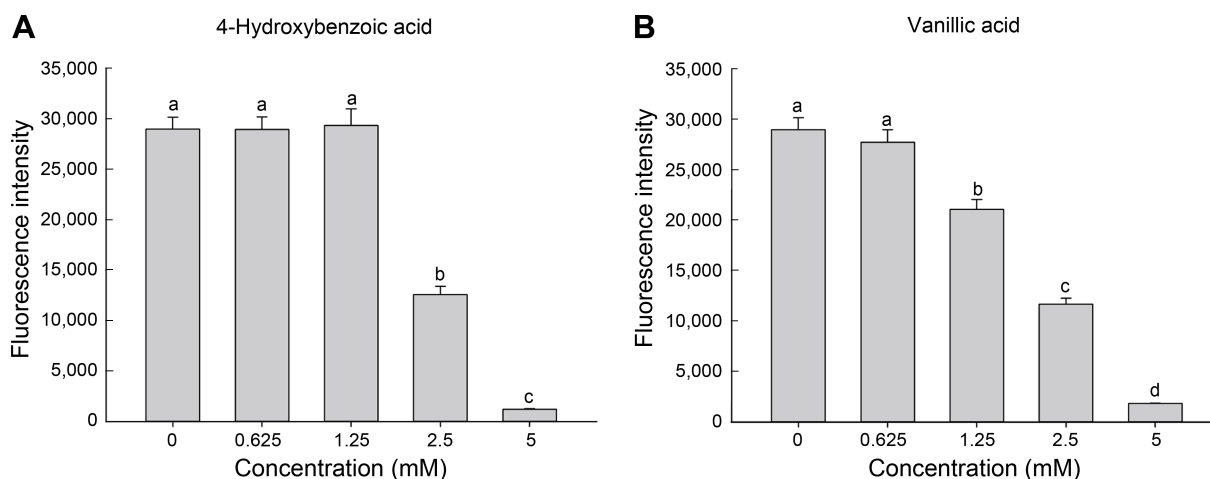 A
4-Hydroxybenzoic acid
Fluorescence intensity
35,000
30,000
25,000
20,000
15,000
10,000
5,000
0
a
a
a
b
c
0 0.625 1.25 2.5 5
Concentration (mM)
B
Vanillic acid
Fluorescence intensity
35,000
30,000
25,000
20,000
15,000
10,000
5,000
0
a
a
b
c
d
0 0.625 1.25 2.5 5
Concentration (mM)